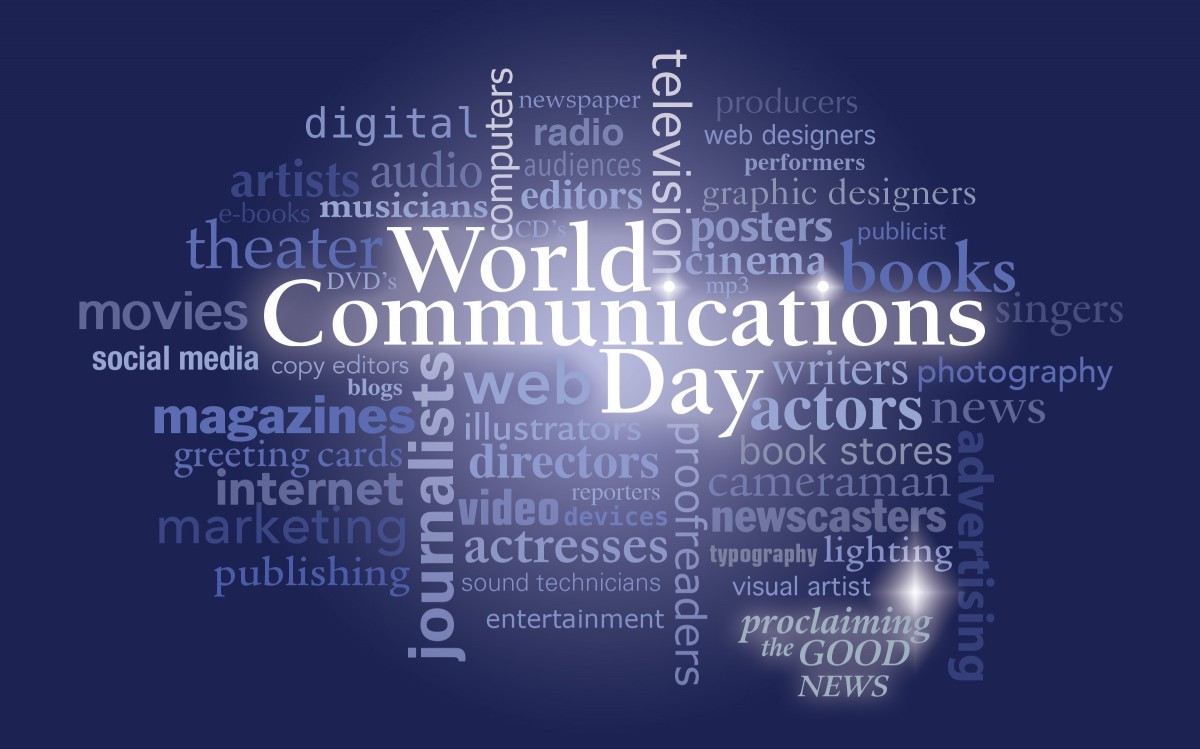 television
computers
newspaper
producers
digital
radio
web designers
audiences
performers
artists
audio
editors
graphic designers
e-books
musicians
CD's
posters
publicist
theater
World
cinema
books
DVD's
mp3
movies
Communications
singers
social media
copy editors
blogs
journalists
web
Day
writers
photography
magazines
illustrators
actors
news
greeting cards
directors
proofreaders
book stores
advertising
internet
reporters
cameraman
marketing
video
devices
newscasters
actresses
typography
lighting
publishing
sound technicians
visual artist
entertainment
proclaiming
the GOOD
NEWS